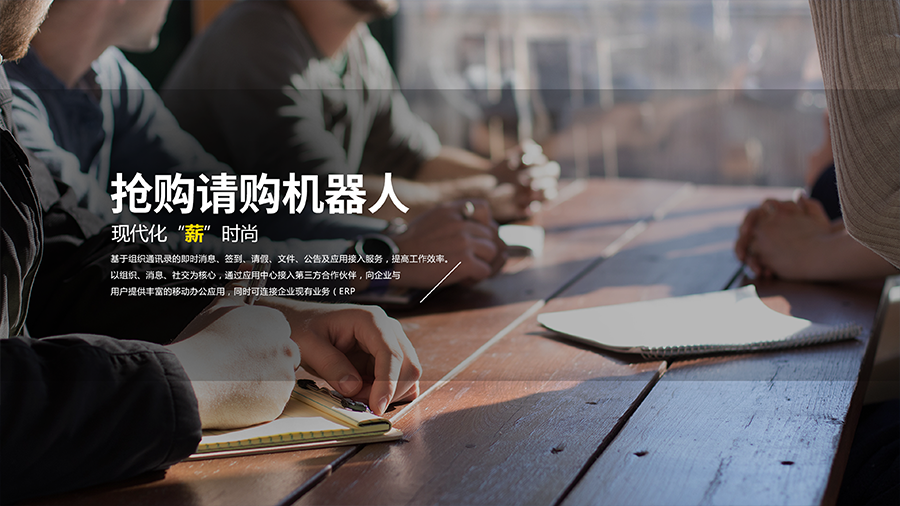 抢购请购机器人
现代化“薪”时尚
基于组织通讯录的即时消息、签到、请假、文件、公告及应用接入服务，提高工作效率。
以组织、消息、社交为核心，通过应用中心接入第三方合作伙伴，向企业与
用户提供丰富的移动办公应用，同时可连接企业现有业务（ERP